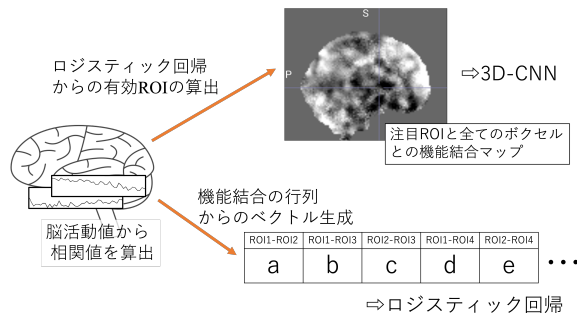 ロジスティック回帰
からの有効ROIの算出
S
P
⇨3D-CNN
注目ROIと全てのボクセル
との機能結合マップ
脳活動値から
相関値を算出
機能結合の行列
からのベクトル生成
ROI1-ROI2 ROI1-ROI3 ROI2-ROI3 ROI1-ROI4 ROI2-ROI4
a b c d e •••
⇨ロジスティック回帰